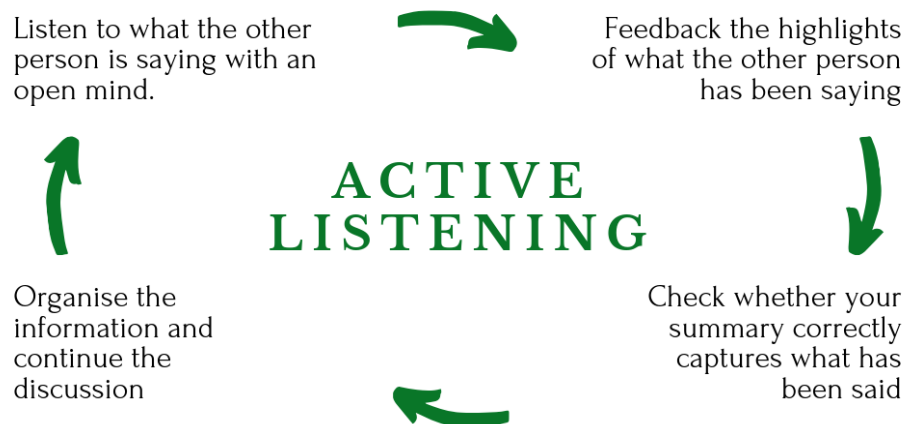 Listen to what the other
person is saying with an
open mind.
Feedback the highlights
of what the other person
has been saying
ACTIVE
LISTENING
Organise the
information and
continue the
discussion
Check whether your
summary correctly
captures what has
been said